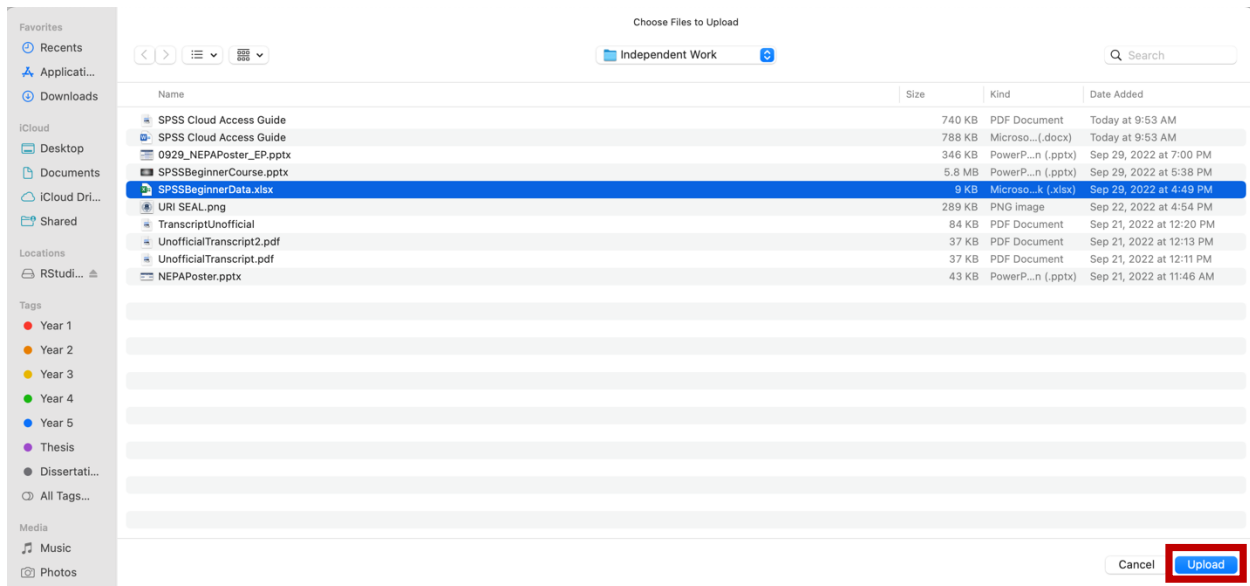 Choose Files to Upload
Favorites
Recents
Applicati...
Downloads
iCloud
Desktop
Documents
iCloud Dri...
Shared
Locations
RStudi...
Tags
Year 1
Year 2
Year 3
Year 4
Year 5
Thesis
Dissertati...
All Tags...
Media
Music
Photos
Independent Work
Search
Name Size Kind Date Added
SPSS Cloud Access Guide 740 KB PDF Document Today at 9:53 AM
SPSS Cloud Access Guide 788 KB Microso...(.docx) Today at 9:53 AM
0929_NEPAPoster_EP.pptx 346 KB PowerP...n (.pptx) Sep 29, 2022 at 7:00 PM
SPSSBeginnerCourse.pptx 5.8 MB PowerP...n (.pptx) Sep 29, 2022 at 5:38 PM
SPSSBeginnerData.xlsx 9 KB Microso...k (.xlsx) Sep 29, 2022 at 4:49 PM
URI SEAL.png 289 KB PNG image Sep 22, 2022 at 4:54 PM
TranscriptUnofficial 84 KB PDF Document Sep 21, 2022 at 12:20 PM
UnofficialTranscript2.pdf 37 KB PDF Document Sep 21, 2022 at 12:13 PM
UnofficialTranscript.pdf 37 KB PDF Document Sep 21, 2022 at 12:11 PM
NEPAPoster.pptx 43 KB PowerP...n (.pptx) Sep 21, 2022 at 11:46 AM
Cancel Upload